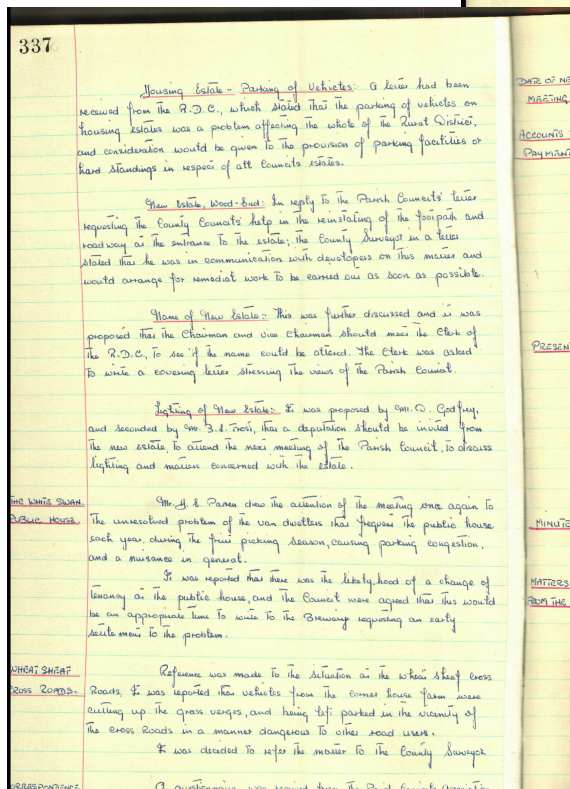 337
Housing Estate - Parking of Vehicles: A letter had been
received from the R.D.C., which stated that the parking of vehicles on
housing estates was a problem affecting the whole of the Rural District,
and consideration would be given to the provision of parking facilities or
hard standings in respect of all Councils estates.
New Estate, Wood-End: In reply to the Parish Councils' letter
requesting the County Councils' help in the reinstating of the footpath and
roadway at the entrance to the estate; the County Surveyor in a letter
stated that he was in communication with developers on this matter and
would arrange for remedial work to be carried out as soon as possible.
Name of New Estate:- This was further discussed and it was
proposed that the Chairman and vice Chairman should meet the Clerk of
the R.D.C., to see if the name could be altered. The Clerk was asked
to write a covering letter stressing the views of the Parish Council.
Lighting of New Estate:- It was proposed by Mr. D. Godfrey,
and seconded by Mr. B.S. Frost, that a deputation should be invited from
the new estate, to attend the next meeting of the Parish Council, to discuss
lighting and matters concerned with the estate.
THE WHITE SWAN
PUBLIC HOUSE.
Mr. H. E. drew the attention of the meeting once again to
the unresolved problem of the van dwellers that frequent the public house
each year, during the fruit picking season, causing parking congestion,
and a nuisance in general.
It was reported that there was the likely-hood of a change of
tenancy at the public house, and the Council were agreed that this would
be an appropriate time to write to the Brewery requesting an early
settlement to the problem.
WHEAT SHEAF
CROSS ROADS-
Reference was made to the situation at the wheat sheaf cross
Roads, It was reported that vehicles from the corner house farm were
cutting up the grass verges, and being left parked in the vicinity of
the cross Roads in a manner dangerous to other road users.
It was decided to refer the matter to the County Surveyor
CORRESPONDENCE
A questionnaire was received from the
DATE OF NE
MEETING.
ACCOUNTS
PAYMENT
PRESEN
MINUTE
MATTERS
FROM THE